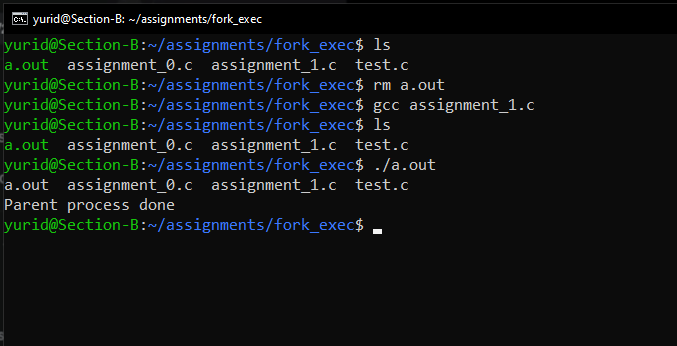 yurid@Section-B: ~/assignments/fork_exec
yurid@Section-B:~/assignments/fork_exec$ ls
a.out  assignment_0.c  assignment_1.c  test.c
yurid@Section-B:~/assignments/fork_exec$ rm a.out
yurid@Section-B:~/assignments/fork_exec$ gcc assignment_1.c
yurid@Section-B:~/assignments/fork_exec$ ls
a.out  assignment_0.c  assignment_1.c  test.c
yurid@Section-B:~/assignments/fork_exec$ ./a.out
a.out  assignment_0.c  assignment_1.c  test.c
Parent process done
yurid@Section-B:~/assignments/fork_exec$